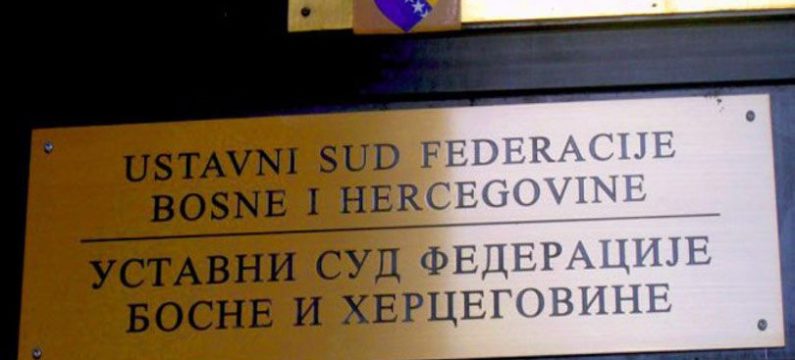 USTAVNI SUD FEDERACIJE
BOSNE I HERCEGOVINE
УСТАВНИ СУД ФЕДЕРАЦИЈЕ
БОСНЕ И ХЕРЦЕГОВИНЕ